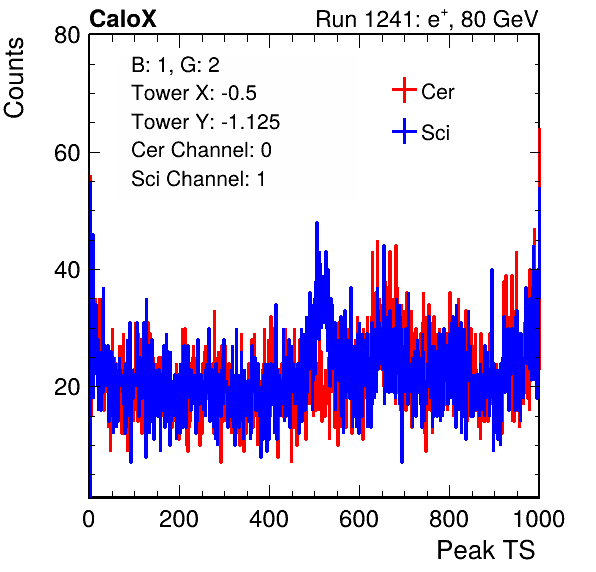 CaloX Run 1241: e+, 80 GeV
Counts
B: 1, G: 2
Tower X: -0.5
Tower Y: -1.125
Cer Channel: 0
Sci Channel: 1
Cer
Sci
80
60
40
20
0 200 400 600 800 1000
Peak TS